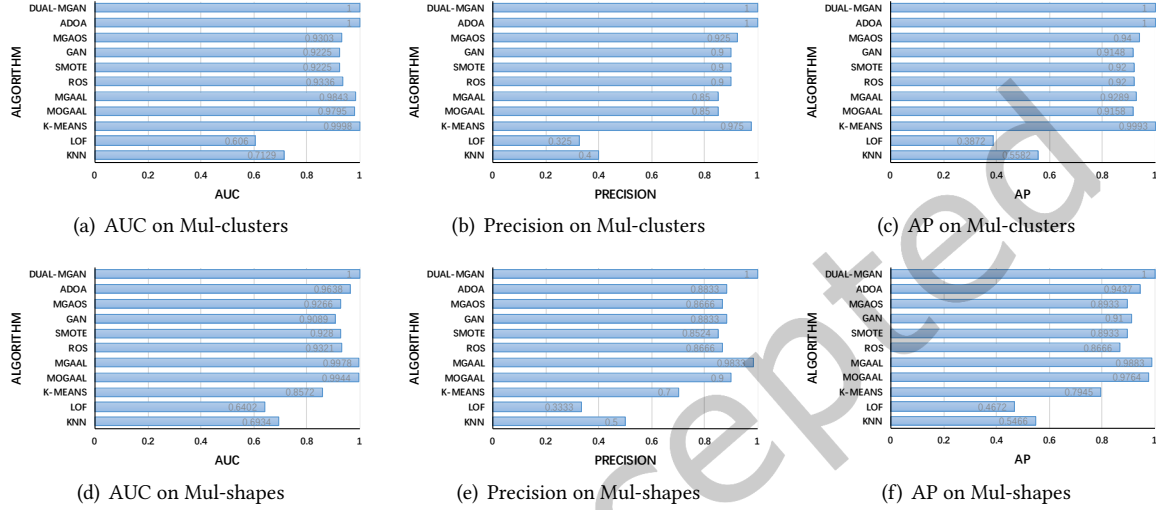 ALGORITHM
DUAL-MGAN 1
ADOA 1
MGAOS 0.9303
GAN 0.9225
SMOTE 0.9225
ROS 0.9336
MGAAL 0.9843
MOGAAL 0.9795
K-MEANS 0.9998
LOF 0.606
KNN 0.7129
0 0.2 0.4 0.6 0.8 1
AUC
(a) AUC on Mul-clusters
ALGORITHM
DUAL-MGAN 1
ADOA 1
MGAOS 0.925
GAN 0.9
SMOTE 0.9
ROS 0.9
MGAAL 0.85
MOGAAL 0.85
K-MEANS 0.975
LOF 0.325
KNN 0.4
0 0.2 0.4 0.6 0.8 1
PRECISION
(b) Precision on Mul-clusters
ALGORITHM
DUAL-MGAN 1
ADOA 1
MGAOS 0.94
GAN 0.9148
SMOTE 0.92
ROS 0.92
MGAAL 0.9289
MOGAAL 0.9158
K-MEANS 0.9993
LOF 0.3872
KNN 0.5582
0 0.2 0.4 0.6 0.8 1
AP
(c) AP on Mul-clusters
ALGORITHM
DUAL-MGAN 1
ADOA 0.9638
MGAOS 0.9266
GAN 0.9089
SMOTE 0.928
ROS 0.9321
MGAAL 0.9978
MOGAAL 0.9944
K-MEANS 0.8572
LOF 0.6402
KNN 0.6934
0 0.2 0.4 0.6 0.8 1
AUC
(d) AUC on Mul-shapes
ALGORITHM
DUAL-MGAN 1
ADOA 0.8833
MGAOS 0.8666
GAN 0.8833
SMOTE 0.8524
ROS 0.8666
MGAAL 0.9833
MOGAAL 0.9
K-MEANS 0.7
LOF 0.3333
KNN 0.5
0 0.2 0.4 0.6 0.8 1
PRECISION
(e) Precision on Mul-shapes
ALGORITHM
DUAL-MGAN 1
ADOA 0.9437
MGAOS 0.8933
GAN 0.91
SMOTE 0.8933
ROS 0.8666
MGAAL 0.9883
MOGAAL 0.9764
K-MEANS 0.7945
LOF 0.4672
KNN 0.5466
0 0.2 0.4 0.6 0.8 1
AP
(f) AP on Mul-shapes
cepted